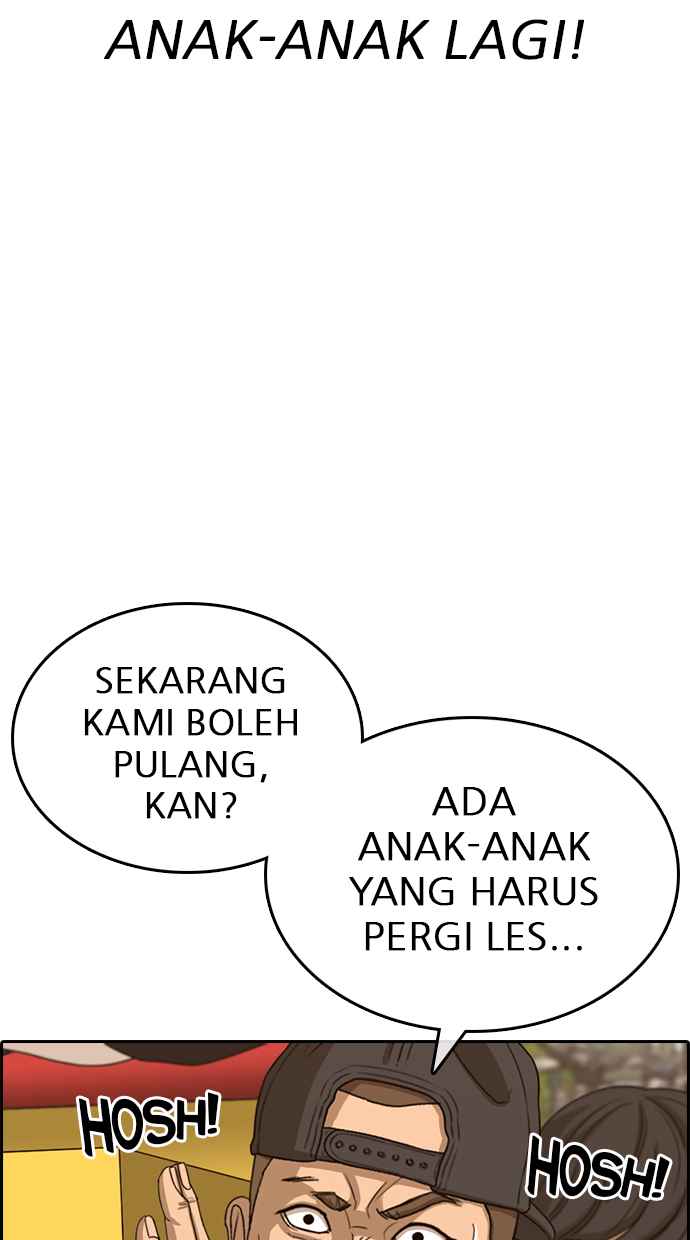 ANAK-ANAK LAGI!
SEKARANG
KAMI BOLEH
PULANG,
KAN?
ADA
ANAK-ANAK
YANG HARUS
PERGI LES...
HOSH!
HOSH!